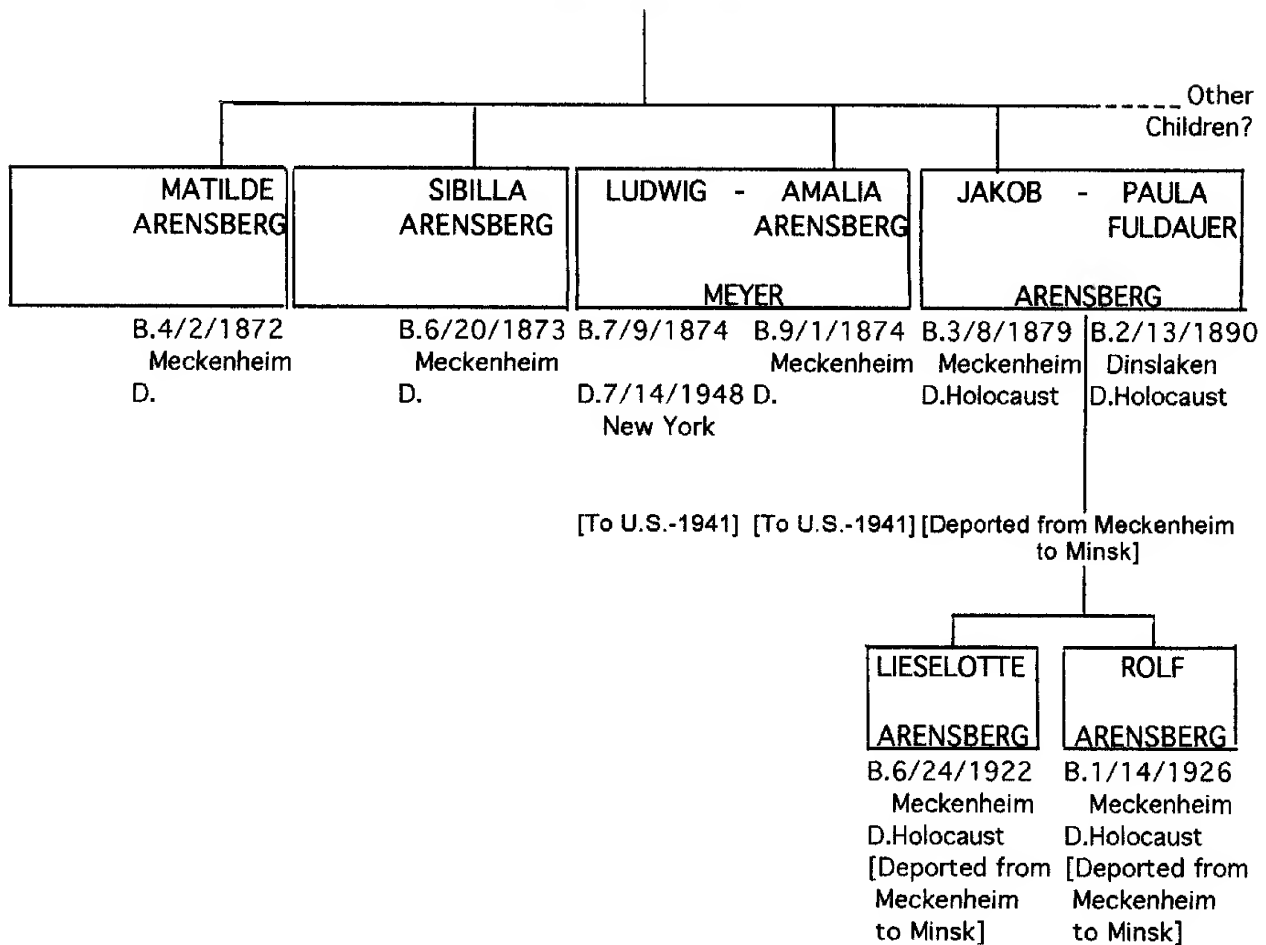 Other
Children?
MATILDE
ARENSBERG
B.4/2/1872
Meckenheim
D.
SIBILLA
ARENSBERG
B.6/20/1873
Meckenheim
D.
LUDWIG - AMALIA
ARENSBERG
MEYER
B.7/9/1874 B.9/1/1874
Meckenheim
D.7/14/1948 D.
New York
[To U.S.-1941] [To U.S.-1941]
JAKOB - PAULA
FULDAUER
ARENSBERG
B.3/8/1879 B.2/13/1890
Meckenheim Dinslaken
D.Holocaust D.Holocaust
[Deported from Meckenheim
to Minsk]
LIESELOTTE
ARENSBERG
B.6/24/1922
Meckenheim
D.Holocaust
[Deported from
Meckenheim
to Minsk]
ROLF
ARENSBERG
B.1/14/1926
Meckenheim
D.Holocaust
[Deported from
Meckenheim
to Minsk]